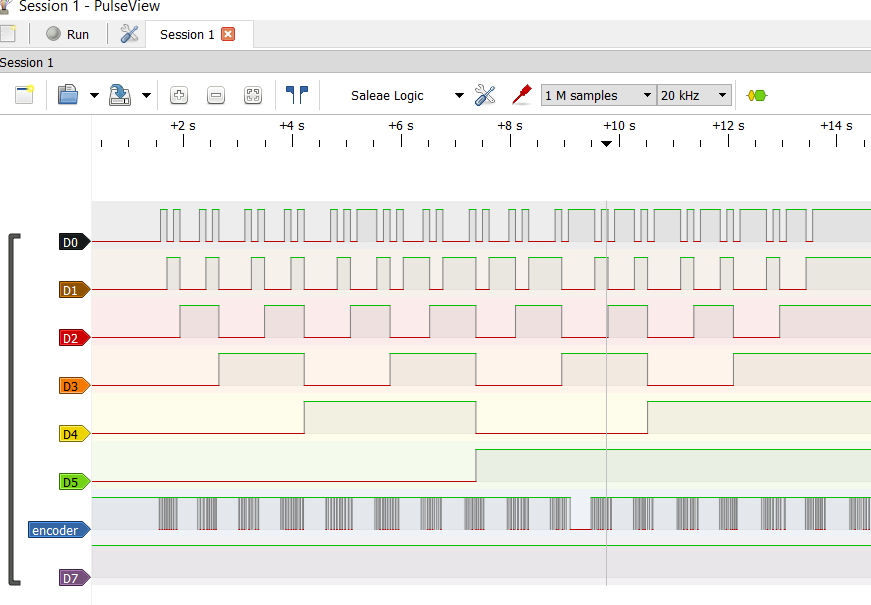 Session 1 - PulseView
Run
Session 1
Session 1
Saleae Logic
1 M samples
20 kHz
+2 s +4 s +6 s +8 s +10 s +12 s +14 s
D0
D1
D2
D3
D4
D5
encoder
D7